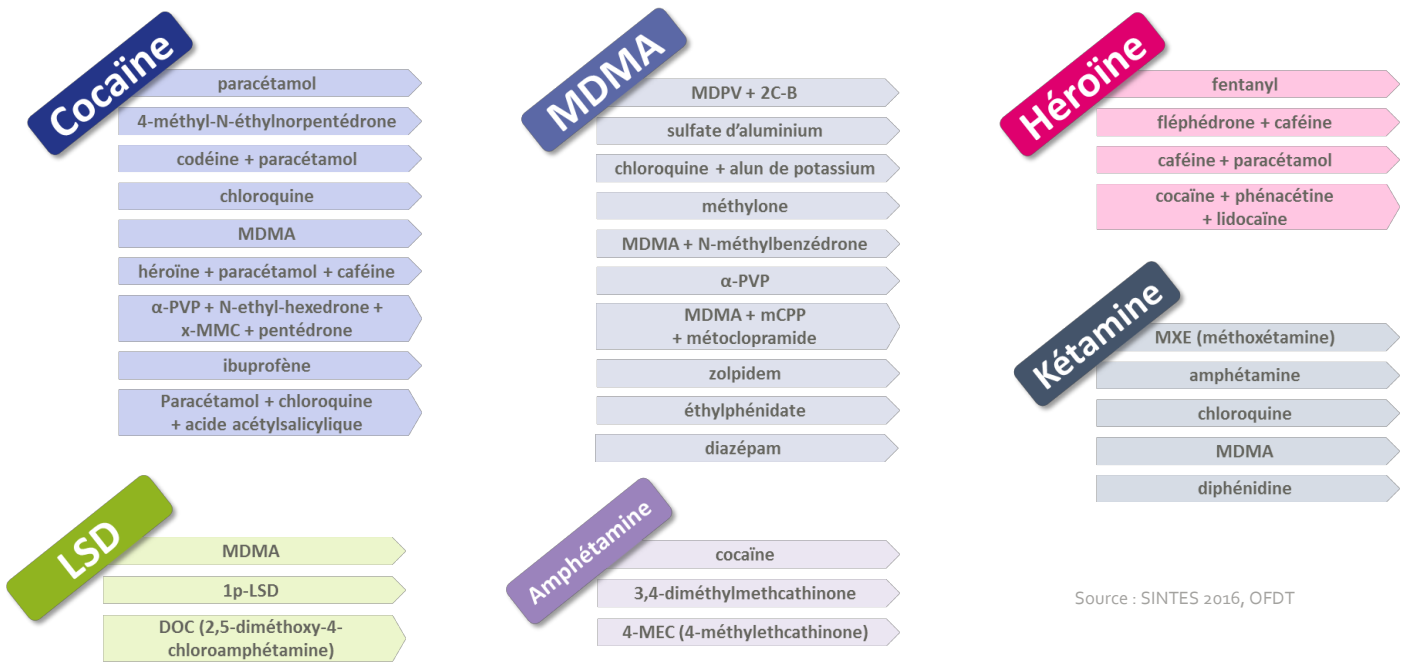 Cocaïne
paracétamol
4-méthyl-N-éthylnorpentédrone
codéine + paracétamol
chloroquine
MDMA
héroïne + paracétamol + caféine
α-PVP + N-ethyl-hexedrone +
x-MMC + pentédrone
ibuprofène
Paracétamol + chloroquine
+ acide acétylsalicylique
MDMA
MDPV + 2C-B
sulfate d’aluminium
chloroquine + alun de potassium
méthylone
MDMA + N-méthylbenzédrone
α-PVP
MDMA + mCPP
+ métoclopramide
zolpidem
éthylphénidate
diazépam
Héroïne
fentanyl
fléphédrone + caféine
caféine + paracétamol
cocaïne + phénacétine
+ lidocaïne
Kétamine
MXE (méthoxétamine)
amphétamine
chloroquine
MDMA
diphénidine
LSD
MDMA
1p-LSD
DOC (2,5-diméthoxy-4-
chloroamphétamine)
Amphétamine
cocaïne
3,4-diméthylmethcathinone
4-MEC (4-méthylethcathinone)
Source : SINTES 2016, OFDT